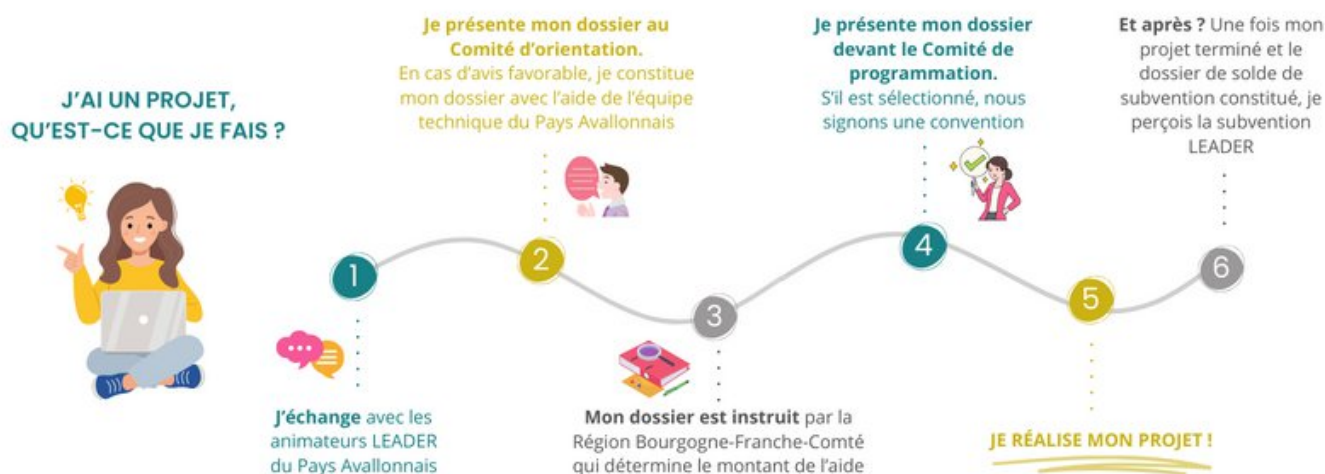 J'AI UN PROJET,
QU'EST-CE QUE JE FAIS ?
1
J'échange avec les
animateurs LEADER
du Pays Avallonnais
Je présente mon dossier au
Comité d'orientation.
En cas d'avis favorable, je constitue
mon dossier avec l'aide de l'équipe
technique du Pays Avallonnais
2
3
Mon dossier est instruit par la
Région Bourgogne-Franche-Comté
qui détermine le montant de l'aide
Je présente mon dossier
devant le Comité de
programmation.
S'il est sélectionné, nous
signons une convention
4
5
JE RÉALISE MON PROJET !
Et après ? Une fois mon
projet terminé et le
dossier de solde de
subvention constitué, je
perçois la subvention
LEADER
6